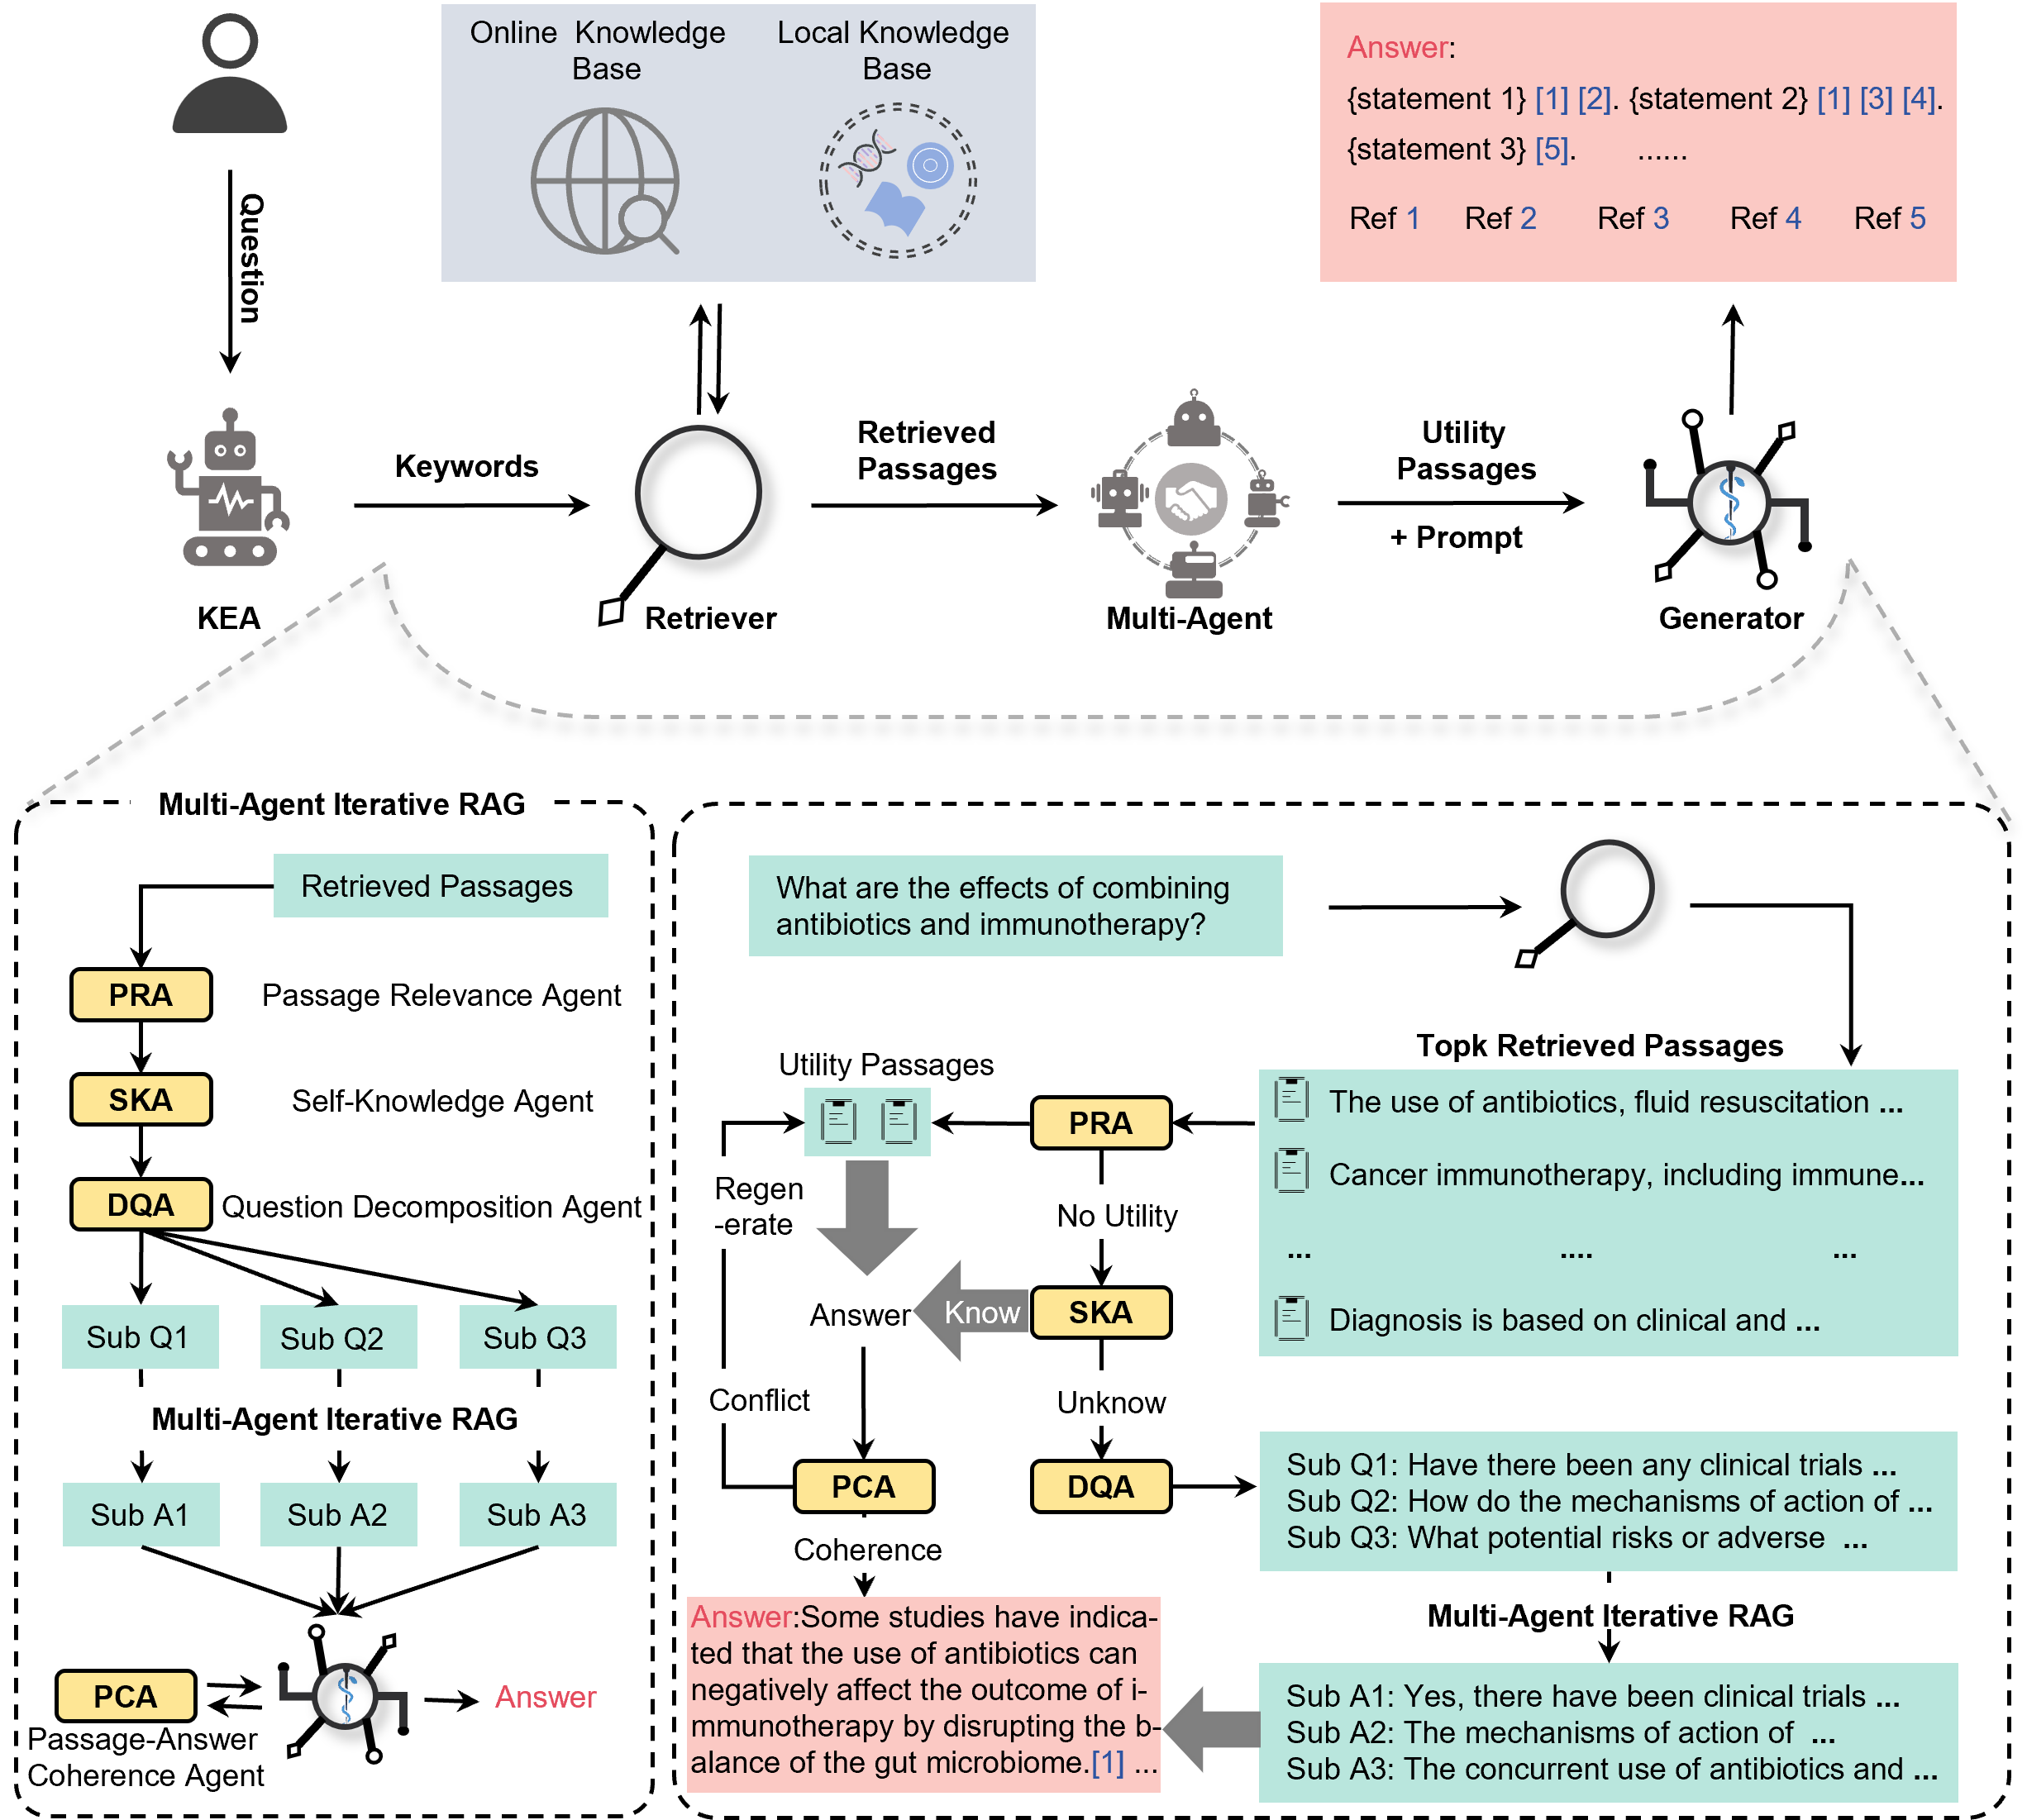 Online Knowledge
Base
Local Knowledge
Base
Answer:
{statement 1} [1] [2]. {statement 2} [1] [3] [4].
{statement 3} [5]. ......
Ref 1 Ref 2 Ref 3 Ref 4 Ref 5
Question
Keywords
Retrieved
Passages
Utility
Passages
+ Prompt
KEA
Retriever
Multi-Agent
Generator
Multi-Agent Iterative RAG
Retrieved Passages
PRA
Passage Relevance Agent
SKA
Self-Knowledge Agent
DQA
Question Decomposition Agent
Sub Q1
Sub Q2
Sub Q3
Multi-Agent Iterative RAG
Sub A1
Sub A2
Sub A3
PCA
Passage-Answer
Coherence Agent
Answer
What are the effects of combining
antibiotics and immunotherapy?
Topk Retrieved Passages
The use of antibiotics, fluid resuscitation ...
Cancer immunotherapy, including immune...
... .... ...
Diagnosis is based on clinical and ...
Utility Passages
PRA
Regen
-erate
No Utility
Answer
Know
SKA
Conflict
Unknow
PCA
DQA
Coherence
Sub Q1: Have there been any clinical trials ...
Sub Q2: How do the mechanisms of action of ...
Sub Q3: What potential risks or adverse ...
Multi-Agent Iterative RAG
Sub A1: Yes, there have been clinical trials ...
Sub A2: The mechanisms of action of ...
Sub A3: The concurrent use of antibiotics and ...
Answer:Some studies have indica-
ted that the use of antibiotics can
negatively affect the outcome of i-
mmunotherapy by disrupting the b-
alance of the gut microbiome.[1] ...